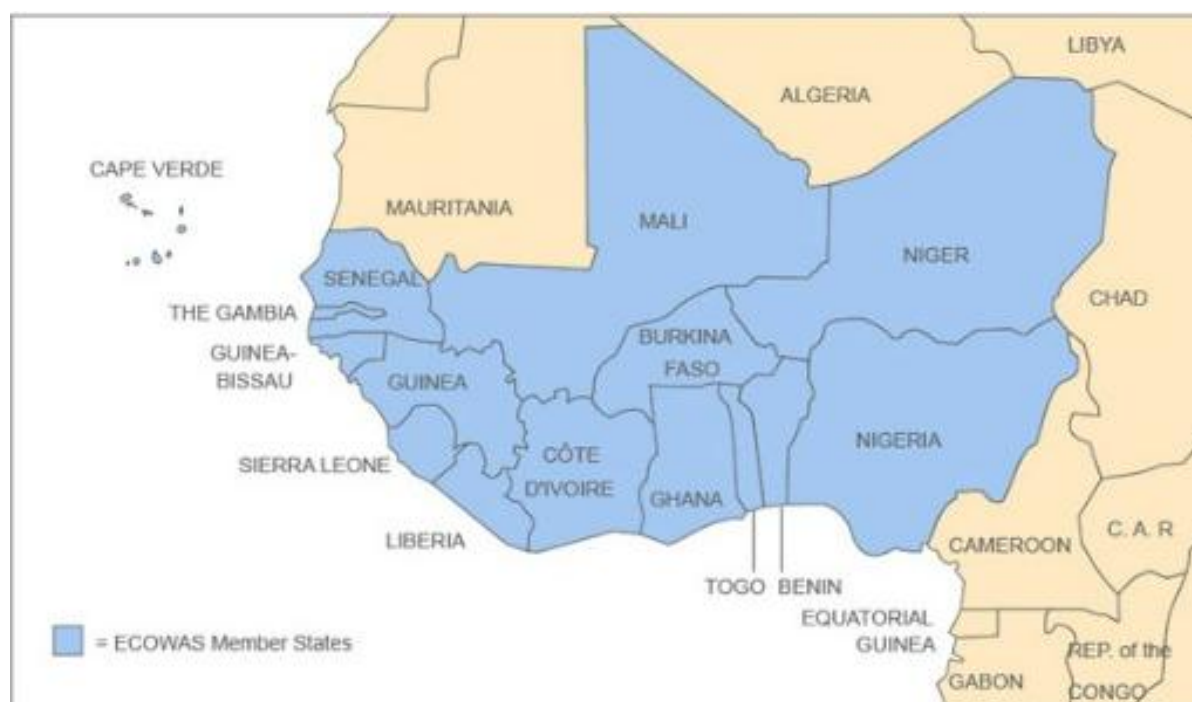 LIBYA
ALGERIA
CAPE VERDE
MAURITANIA
MALI
NIGER
SENEGAL
CHAD
THE GAMBIA
BURKINA
FASO
GUINEA-
BISSAU
GUINEA
NIGERIA
SIERRA LEONE
CÔTE
D'IVOIRE
GHANA
LIBERIA
C. A. R
CAMEROON
TOGO
BENIN
EQUATORIAL
GUINEA
= ECOWAS Member States
REP. of the
CONGO
GABON